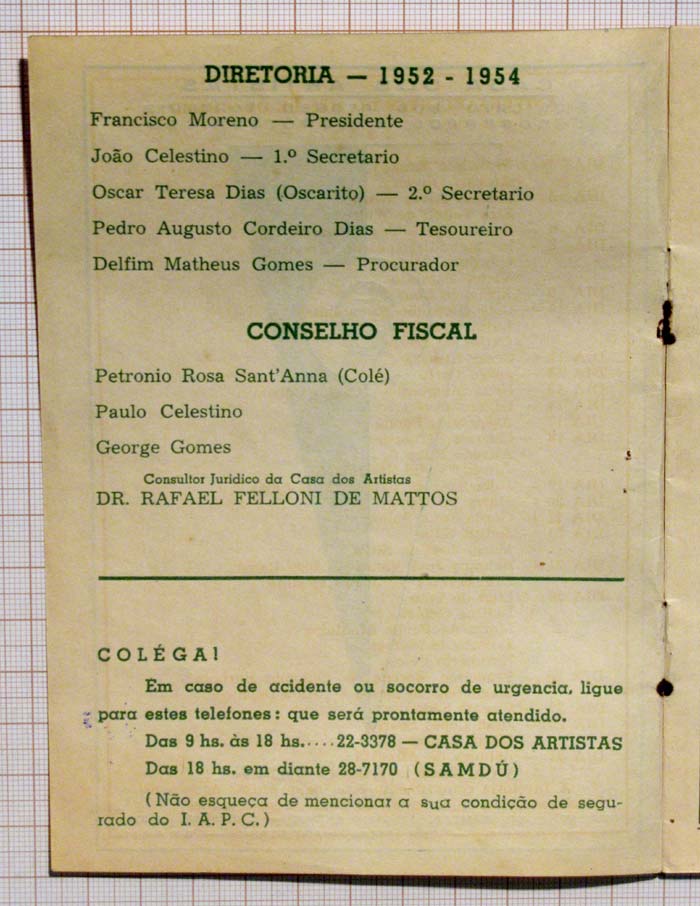 DIRETORIA — 1952 - 1954
Francisco Moreno — Presidente
João Celestino — 1.º Secretario
Oscar Teresa Dias (Oscarito) — 2.º Secretario
Pedro Augusto Cordeiro Dias — Tesoureiro
Delfim Matheus Gomes — Procurador
CONSELHO FISCAL
Petronio Rosa Sant'Anna (Colé)
Paulo Celestino
George Gomes
Consultor Juridico da Casa dos Artistas
DR. RAFAEL FELLONI DE MATTOS
COLÉGA!
Em caso de acidente ou socorro de urgencia, ligue
para estes telefones: que será prontamente atendido.
Das 9 hs. às 18 hs.....22-3378 — CASA DOS ARTISTAS
Das 18 hs. em diante 28-7170 (SAMDÚ)
(Não esqueça de mencionar a sua condição de segu-
rado do I. A. P. C.)